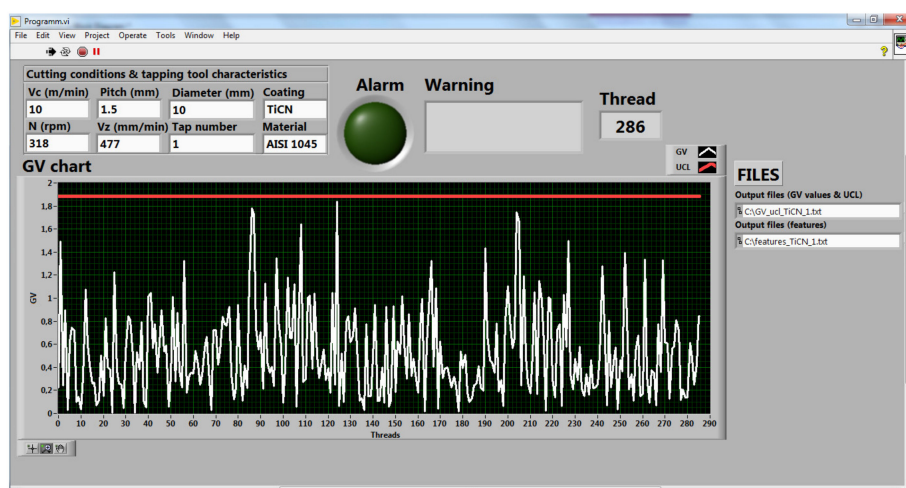 Programm.vi
File Edit View Project Operate Tools Window Help
?
Cutting conditions & tapping tool characteristics
Vc (m/min) Pitch (mm) Diameter (mm) Coating
10 1.5 10 TiCN
N (rpm) Vz (mm/min) Tap number Material
318 477 1 AISI 1045
Alarm
Warning
Thread
286
GV chart
GV
UCL
FILES
Output files (GV values & UCL)
C:\GV_ucl_TiCN_1.txt
Output files (features)
C:\features_TiCN_1.txt
GV
2
1,8
1,6
1,4
1,2
1
0,8
0,6
0,4
0,2
0
0 10 20 30 40 50 60 70 80 90 100 110 120 130 140 150 160 170 180 190 200 210 220 230 240 250 260 270 280 290
Threads